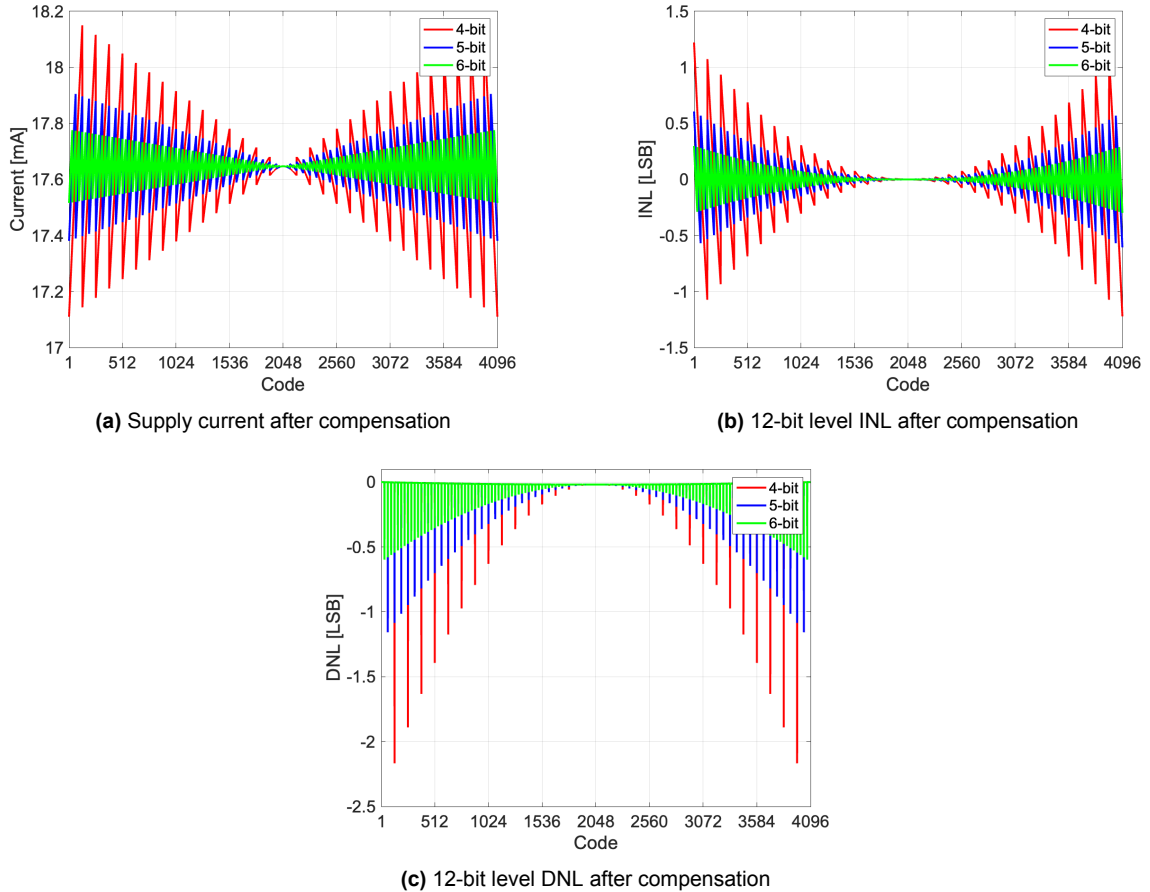 18.2
18
17.8
17.6
17.4
17.2
17
Current [mA]
4-bit
5-bit
6-bit
1 512 1024 1536 2048 2560 3072 3584 4096
Code
(a) Supply current after compensation
1.5
1
0.5
0
-0.5
-1
-1.5
INL [LSB]
4-bit
5-bit
6-bit
1 512 1024 1536 2048 2560 3072 3584 4096
Code
(b) 12-bit level INL after compensation
0
-0.5
-1
-1.5
-2
-2.5
DNL [LSB]
4-bit
5-bit
6-bit
1 512 1024 1536 2048 2560 3072 3584 4096
Code
(c) 12-bit level DNL after compensation